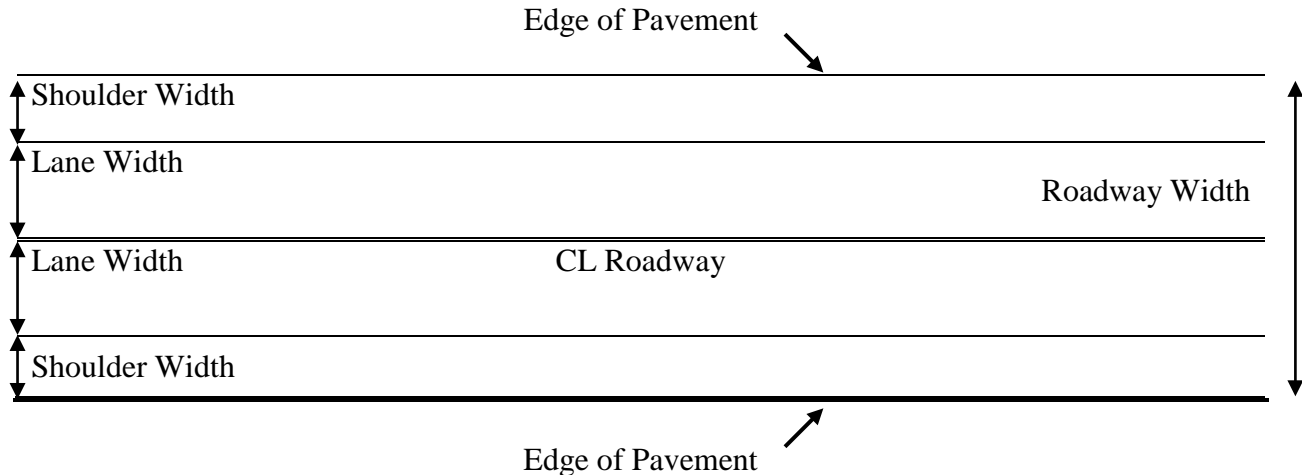 Edge of Pavement
Shoulder Width
Lane Width
Roadway Width
Lane Width
CL Roadway
Shoulder Width
Edge of Pavement